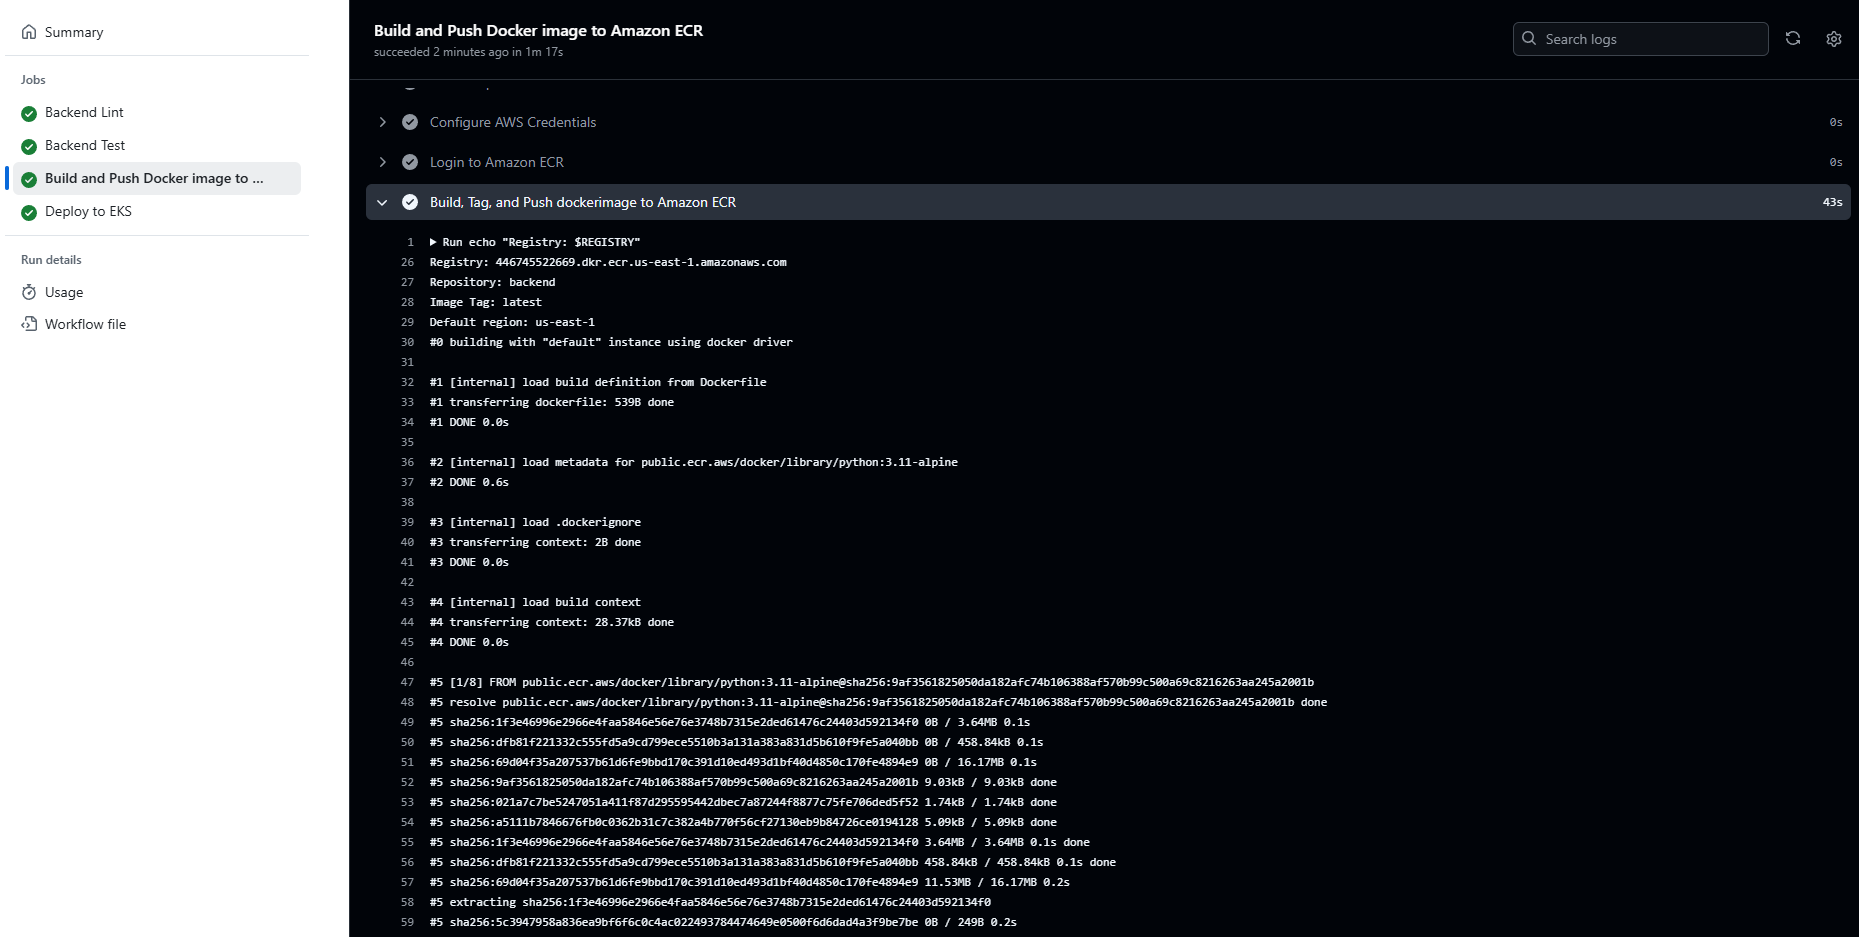 Summary
Jobs
Backend Lint
Backend Test
Build and Push Docker image to ...
Deploy to EKS
Run details
Usage
Workflow file
Build and Push Docker image to Amazon ECR
succeeded 2 minutes ago in 1m 17s
Search logs
Configure AWS Credentials 0s
Login to Amazon ECR 0s
Build, Tag, and Push dockerimage to Amazon ECR 43s
1 Run echo "Registry: $REGISTRY"
26 Registry: 446745522669.dkr.ecr.us-east-1.amazonaws.com
27 Repository: backend
28 Image Tag: latest
29 Default region: us-east-1
30 #0 building with "default" instance using docker driver
31
32 #1 [internal] load build definition from Dockerfile
33 #1 transferring dockerfile: 539B done
34 #1 DONE 0.0s
35
36 #2 [internal] load metadata for public.ecr.aws/docker/library/python:3.11-alpine
37 #2 DONE 0.6s
38
39 #3 [internal] load .dockerignore
40 #3 transferring context: 2B done
41 #3 DONE 0.0s
42
43 #4 [internal] load build context
44 #4 transferring context: 28.37kB done
45 #4 DONE 0.0s
46
47 #5 [1/8] FROM public.ecr.aws/docker/library/python:3.11-alpine@sha256:9af3561825050da182afc74b106388af570b99c500a69c8216263aa245a2001b
48 #5 resolve public.ecr.aws/docker/library/python:3.11-alpine@sha256:9af3561825050da182afc74b106388af570b99c500a69c8216263aa245a2001b done
49 #5 sha256:1f3e46996e2966e4faa5846e56e76e3748b7315e2ded61476c24403d592134f0 0B / 3.64MB 0.1s
50 #5 sha256:dfb81f221332c555fd5a9cd799ece5510b3a131a383a831d5b610f9fe5a040bb 0B / 458.84kB 0.1s
51 #5 sha256:69d04f35a207537b61d6fe9bbd170c391d10ed493d1bf40d4850c170fe4894e9 0B / 16.17MB 0.1s
52 #5 sha256:9af3561825050da182afc74b106388af570b99c500a69c8216263aa245a2001b 9.03kB / 9.03kB done
53 #5 sha256:021a7c7be5247051a411f87d295595442dbec7a87244f8877c75fe706ded5f52 1.74kB / 1.74kB done
54 #5 sha256:a5111b7846676fb0c0362b31c7c382a4b770f56cf27130eb9b84726ce0194128 5.09kB / 5.09kB done
55 #5 sha256:1f3e46996e2966e4faa5846e56e76e3748b7315e2ded61476c24403d592134f0 3.64MB / 3.64MB 0.1s done
56 #5 sha256:dfb81f221332c555fd5a9cd799ece5510b3a131a383a831d5b610f9fe5a040bb 458.84kB / 458.84kB 0.1s done
57 #5 sha256:69d04f35a207537b61d6fe9bbd170c391d10ed493d1bf40d4850c170fe4894e9 11.53MB / 16.17MB 0.2s
58 #5 extracting sha256:1f3e46996e2966e4faa5846e56e76e3748b7315e2ded61476c24403d592134f0
59 #5 sha256:5c3947958a836ea9bf6f6c0c4ac022493784474649e0500f6d6dad4a3f9be7be 0B / 249B 0.2s